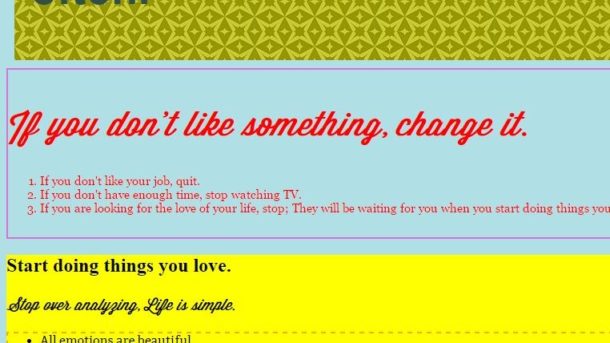 If you don't like something, change it.
1. If you don't like your job, quit.
2. If you don't have enough time, stop watching TV.
3. If you are looking for the love of your life, stop; They will be waiting for you when you start doing things you
Start doing things you love.
Stop over analyzing, Life is simple.
All emotions are beautiful